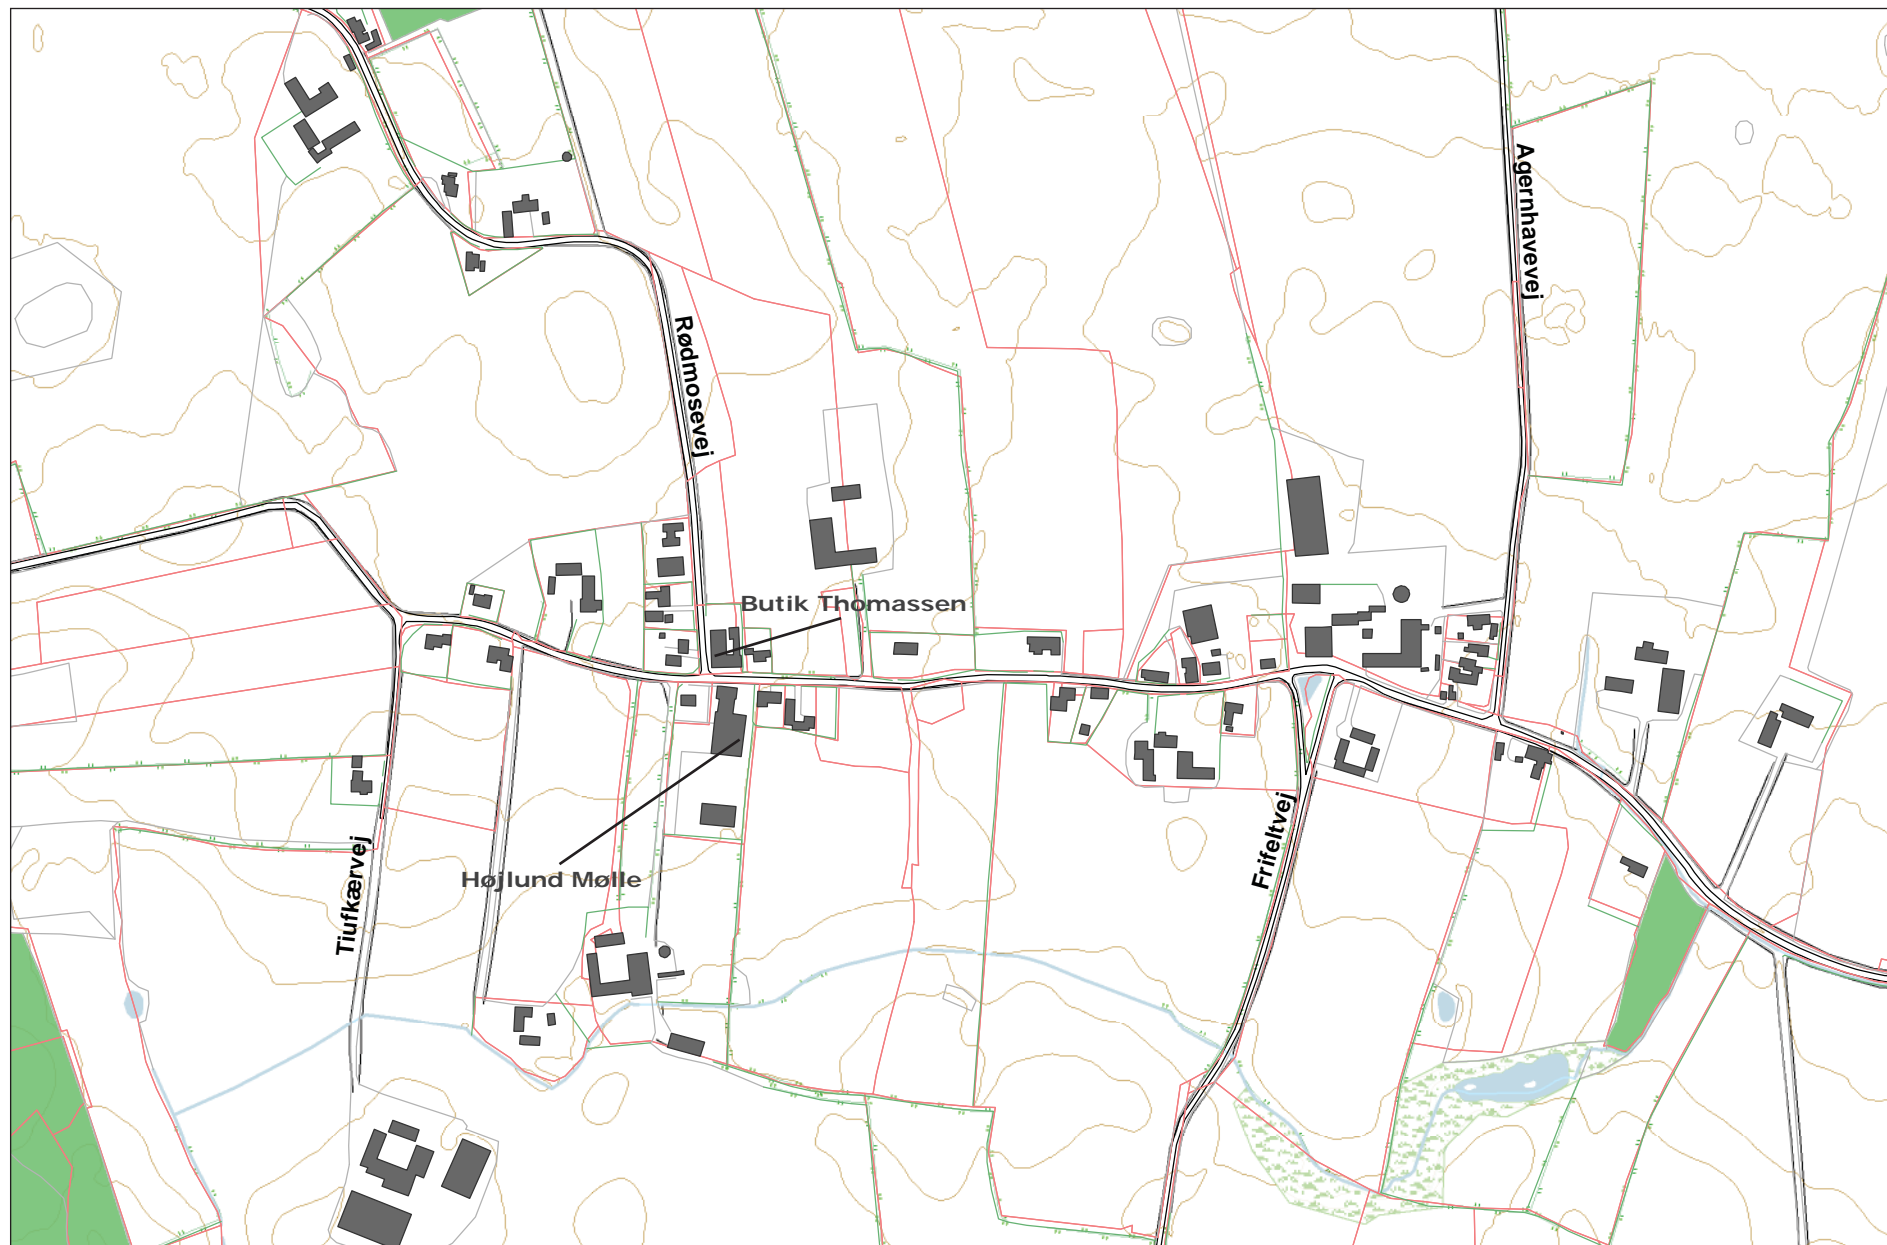 Agernhavevej
Rødmosevej
Butik Thomassen
Frifeltvej
Tiufkærvej
Højlund Mølle